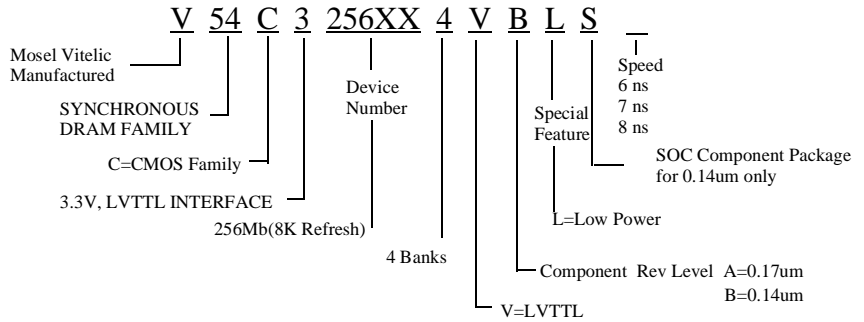 V 54 C 3 256XX 4 V B L S _
Mosel Vitelic
Manufactured
SYNCHRONOUS
DRAM FAMILY
C=CMOS Family
3.3V, LVTTL INTERFACE
Device
Number
256Mb(8K Refresh)
4 Banks
V=LVTTL
Component Rev Level A=0.17um
B=0.14um
Special
Feature
L=Low Power
SOC Component Package
for 0.14um only
Speed
6 ns
7 ns
8 ns